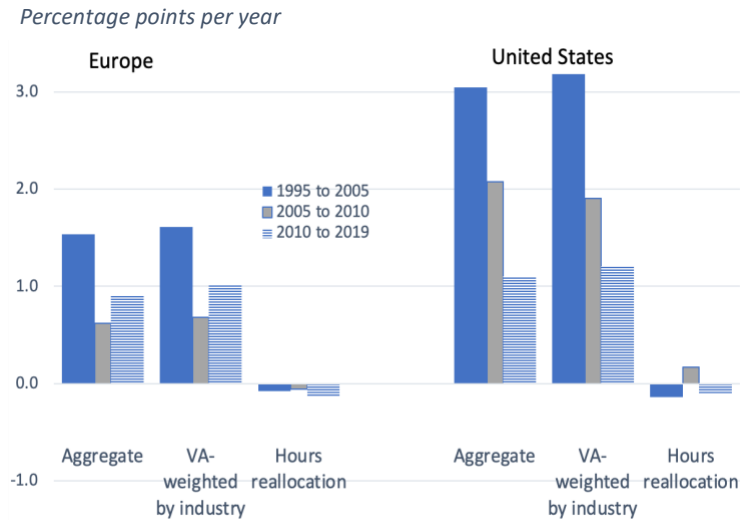 Percentage points per year
Europe
United States
3.0
2.0
1.0
0.0
-1.0
1995 to 2005
2005 to 2010
2010 to 2019
Aggregate
VA-
weighted
by industry
Hours
reallocation
Aggregate
VA-
weighted
by industry
Hours
reallocation